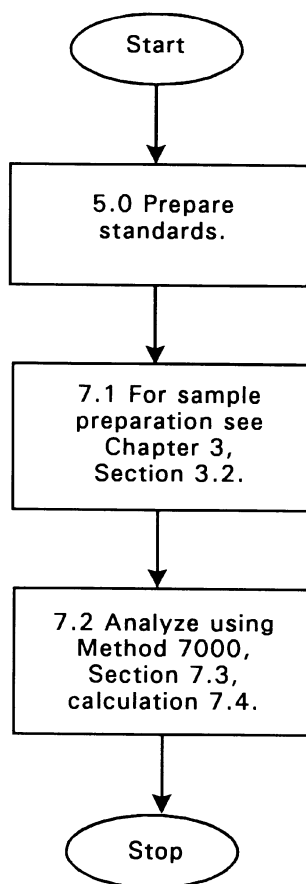 Start
5.0 Prepare
standards.
7.1 For sample
preparation see
Chapter 3,
Section 3.2.
7.2 Analyze using
Method 7000,
Section 7.3,
calculation 7.4.
Stop